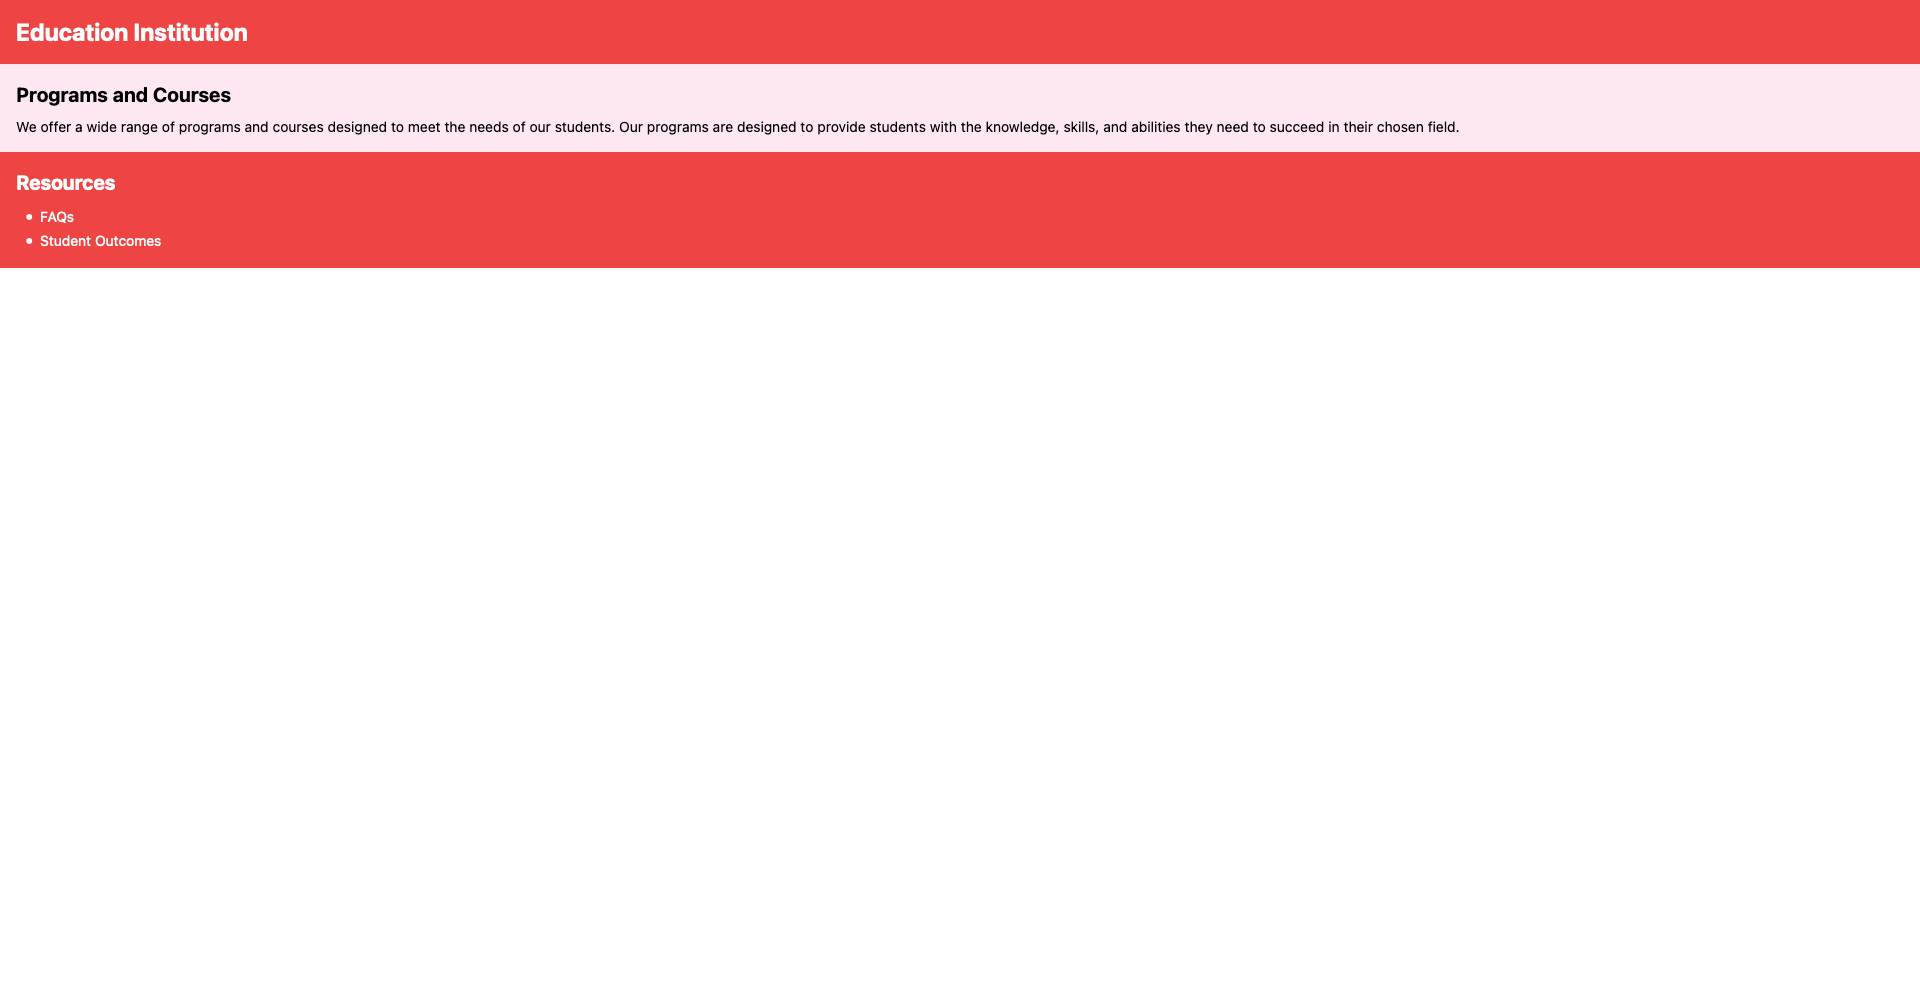 Education Institution
Programs and Courses
We offer a wide range of programs and courses designed to meet the needs of our students. Our programs are designed to provide students with the knowledge, skills, and abilities they need to succeed in their chosen field.
Resources
FAQs
Student Outcomes